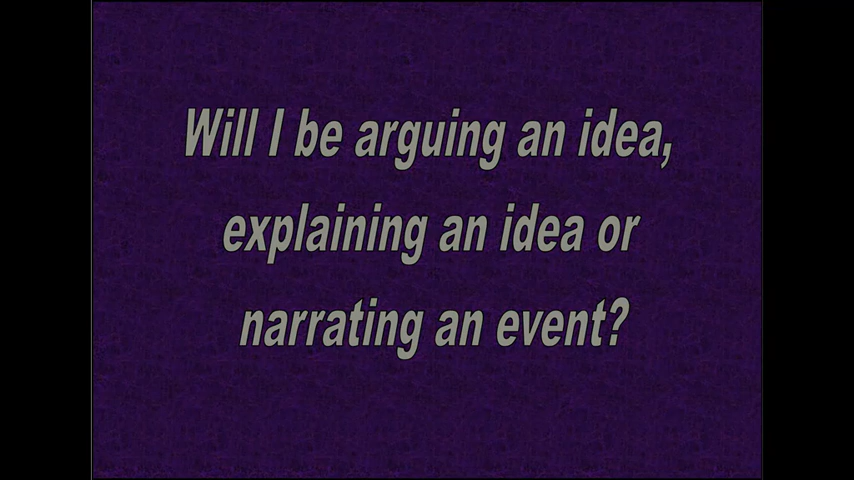 Will I be arguing an idea,
explaining an idea or
narrating an event?